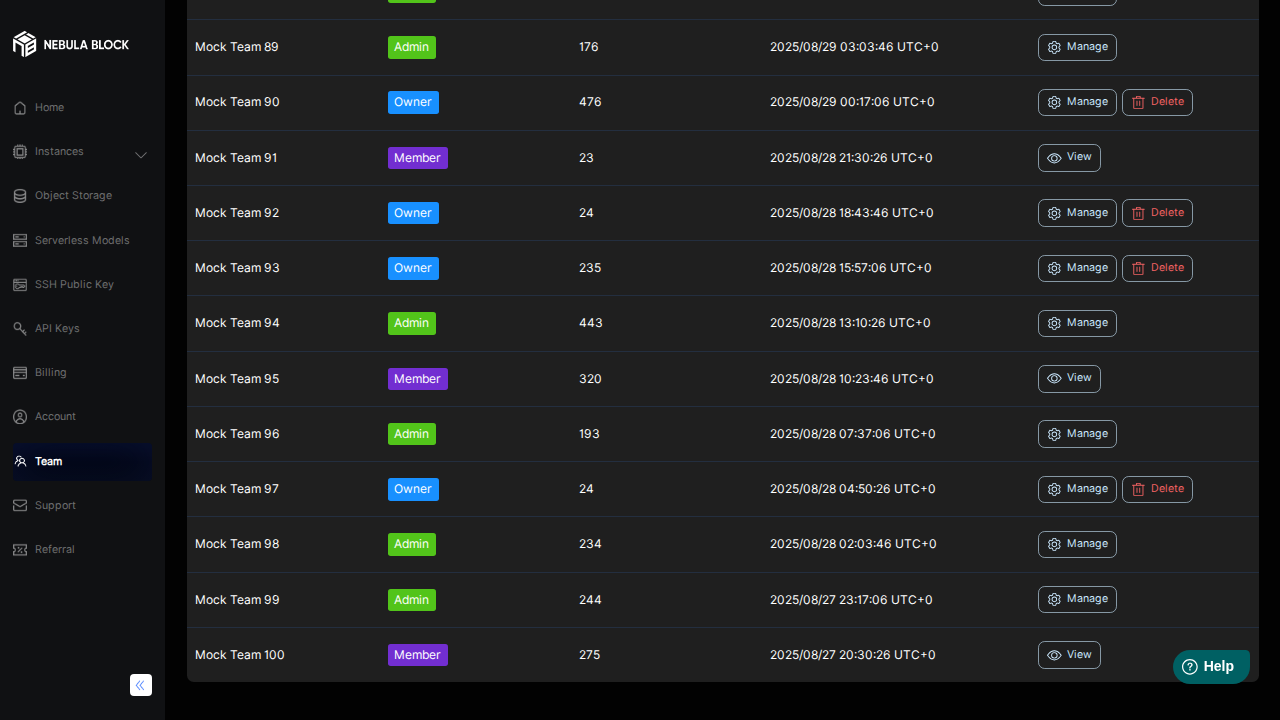 NEBULA BLOCK
Home
Instances
Object Storage
Serverless Models
SSH Public Key
API Keys
Billing
Account
Team
Support
Referral
Mock Team 89 Admin 176 2025/08/29 03:03:46 UTC+0 Manage
Mock Team 90 Owner 476 2025/08/29 00:17:06 UTC+0 Manage Delete
Mock Team 91 Member 23 2025/08/28 21:30:26 UTC+0 View
Mock Team 92 Owner 24 2025/08/28 18:43:46 UTC+0 Manage Delete
Mock Team 93 Owner 235 2025/08/28 15:57:06 UTC+0 Manage Delete
Mock Team 94 Admin 443 2025/08/28 13:10:26 UTC+0 Manage
Mock Team 95 Member 320 2025/08/28 10:23:46 UTC+0 View
Mock Team 96 Admin 193 2025/08/28 07:37:06 UTC+0 Manage
Mock Team 97 Owner 24 2025/08/28 04:50:26 UTC+0 Manage Delete
Mock Team 98 Admin 234 2025/08/28 02:03:46 UTC+0 Manage
Mock Team 99 Admin 244 2025/08/27 23:17:06 UTC+0 Manage
Mock Team 100 Member 275 2025/08/27 20:30:26 UTC+0 View
Help